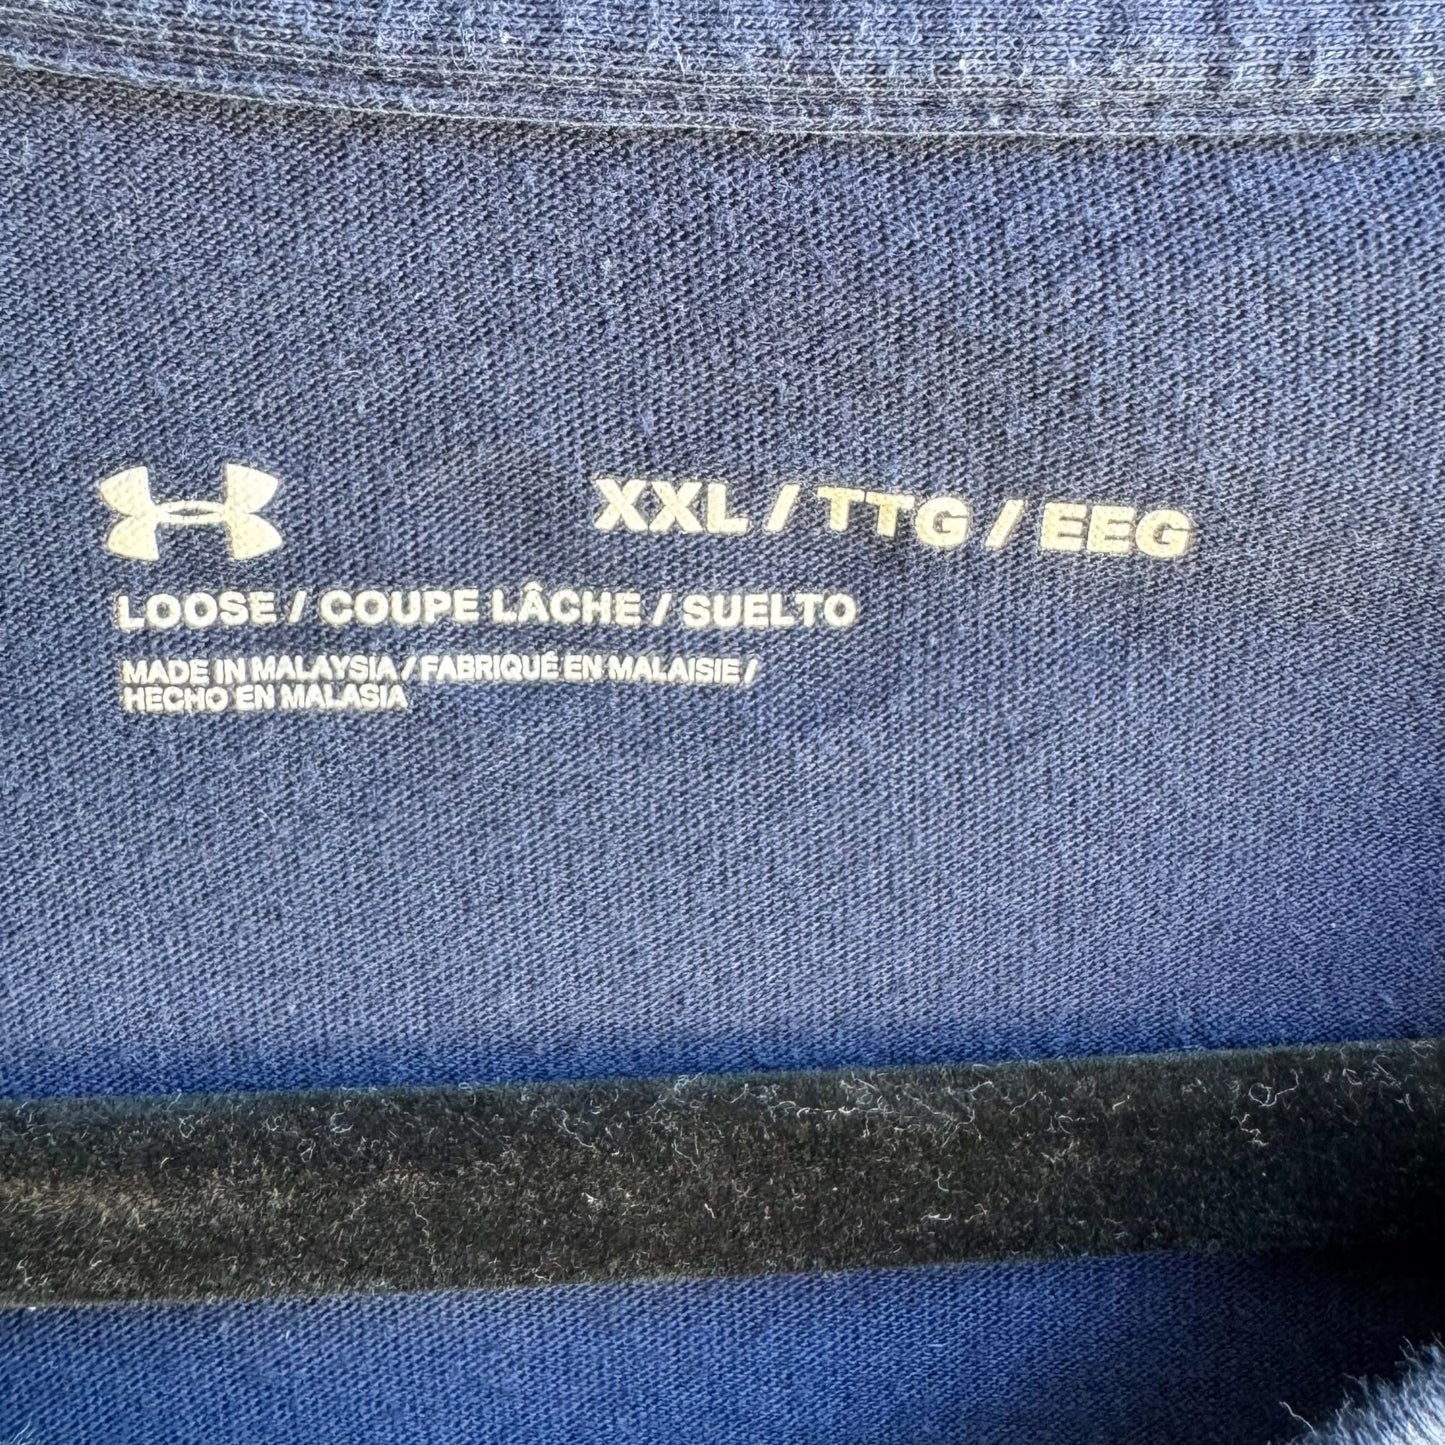 XXL / TTG / EEG
LOOSE / COUPE LÂCHE / SUELTO
MADE IN MALAYSIA / FABRIQUÉ EN MALAISIE /
HECHO EN MALASIA